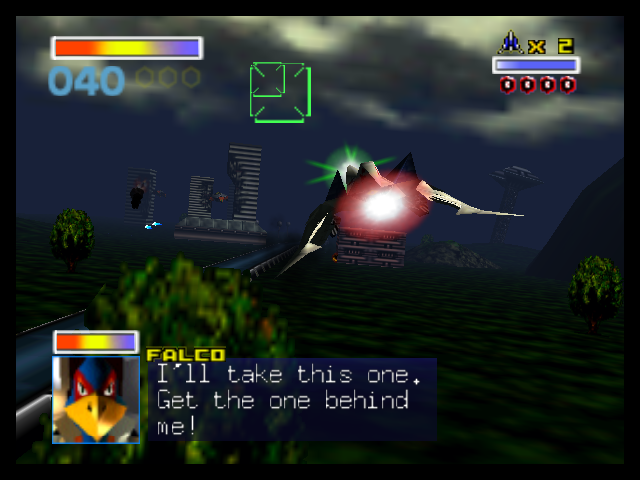 x 2
040
FALCO
I'll take this one.
Get the one behind
me!